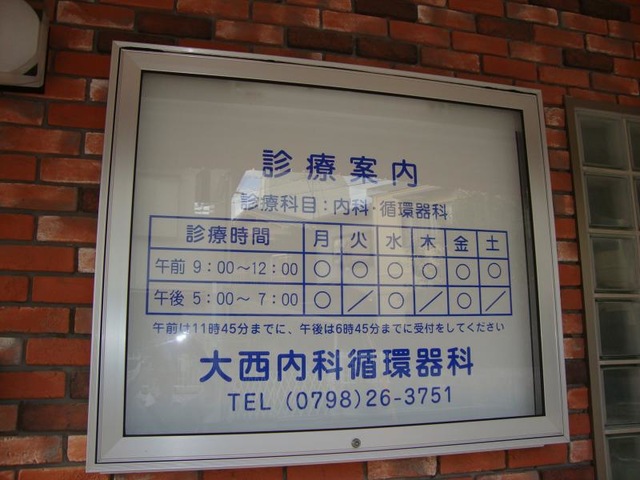 診療案内
診療科目：内科・循環器科
診療時間 月 火 水 木 金 土
午前 9：00～12：00 ○ ○ ○ ○ ○ ○
午後 5：00～ 7：00 ○ ／ ○ ／ ○ ／
午前は11時45分までに、午後は6時45分までに受付をしてください
大西内科循環器科
TEL (0798)26-3751